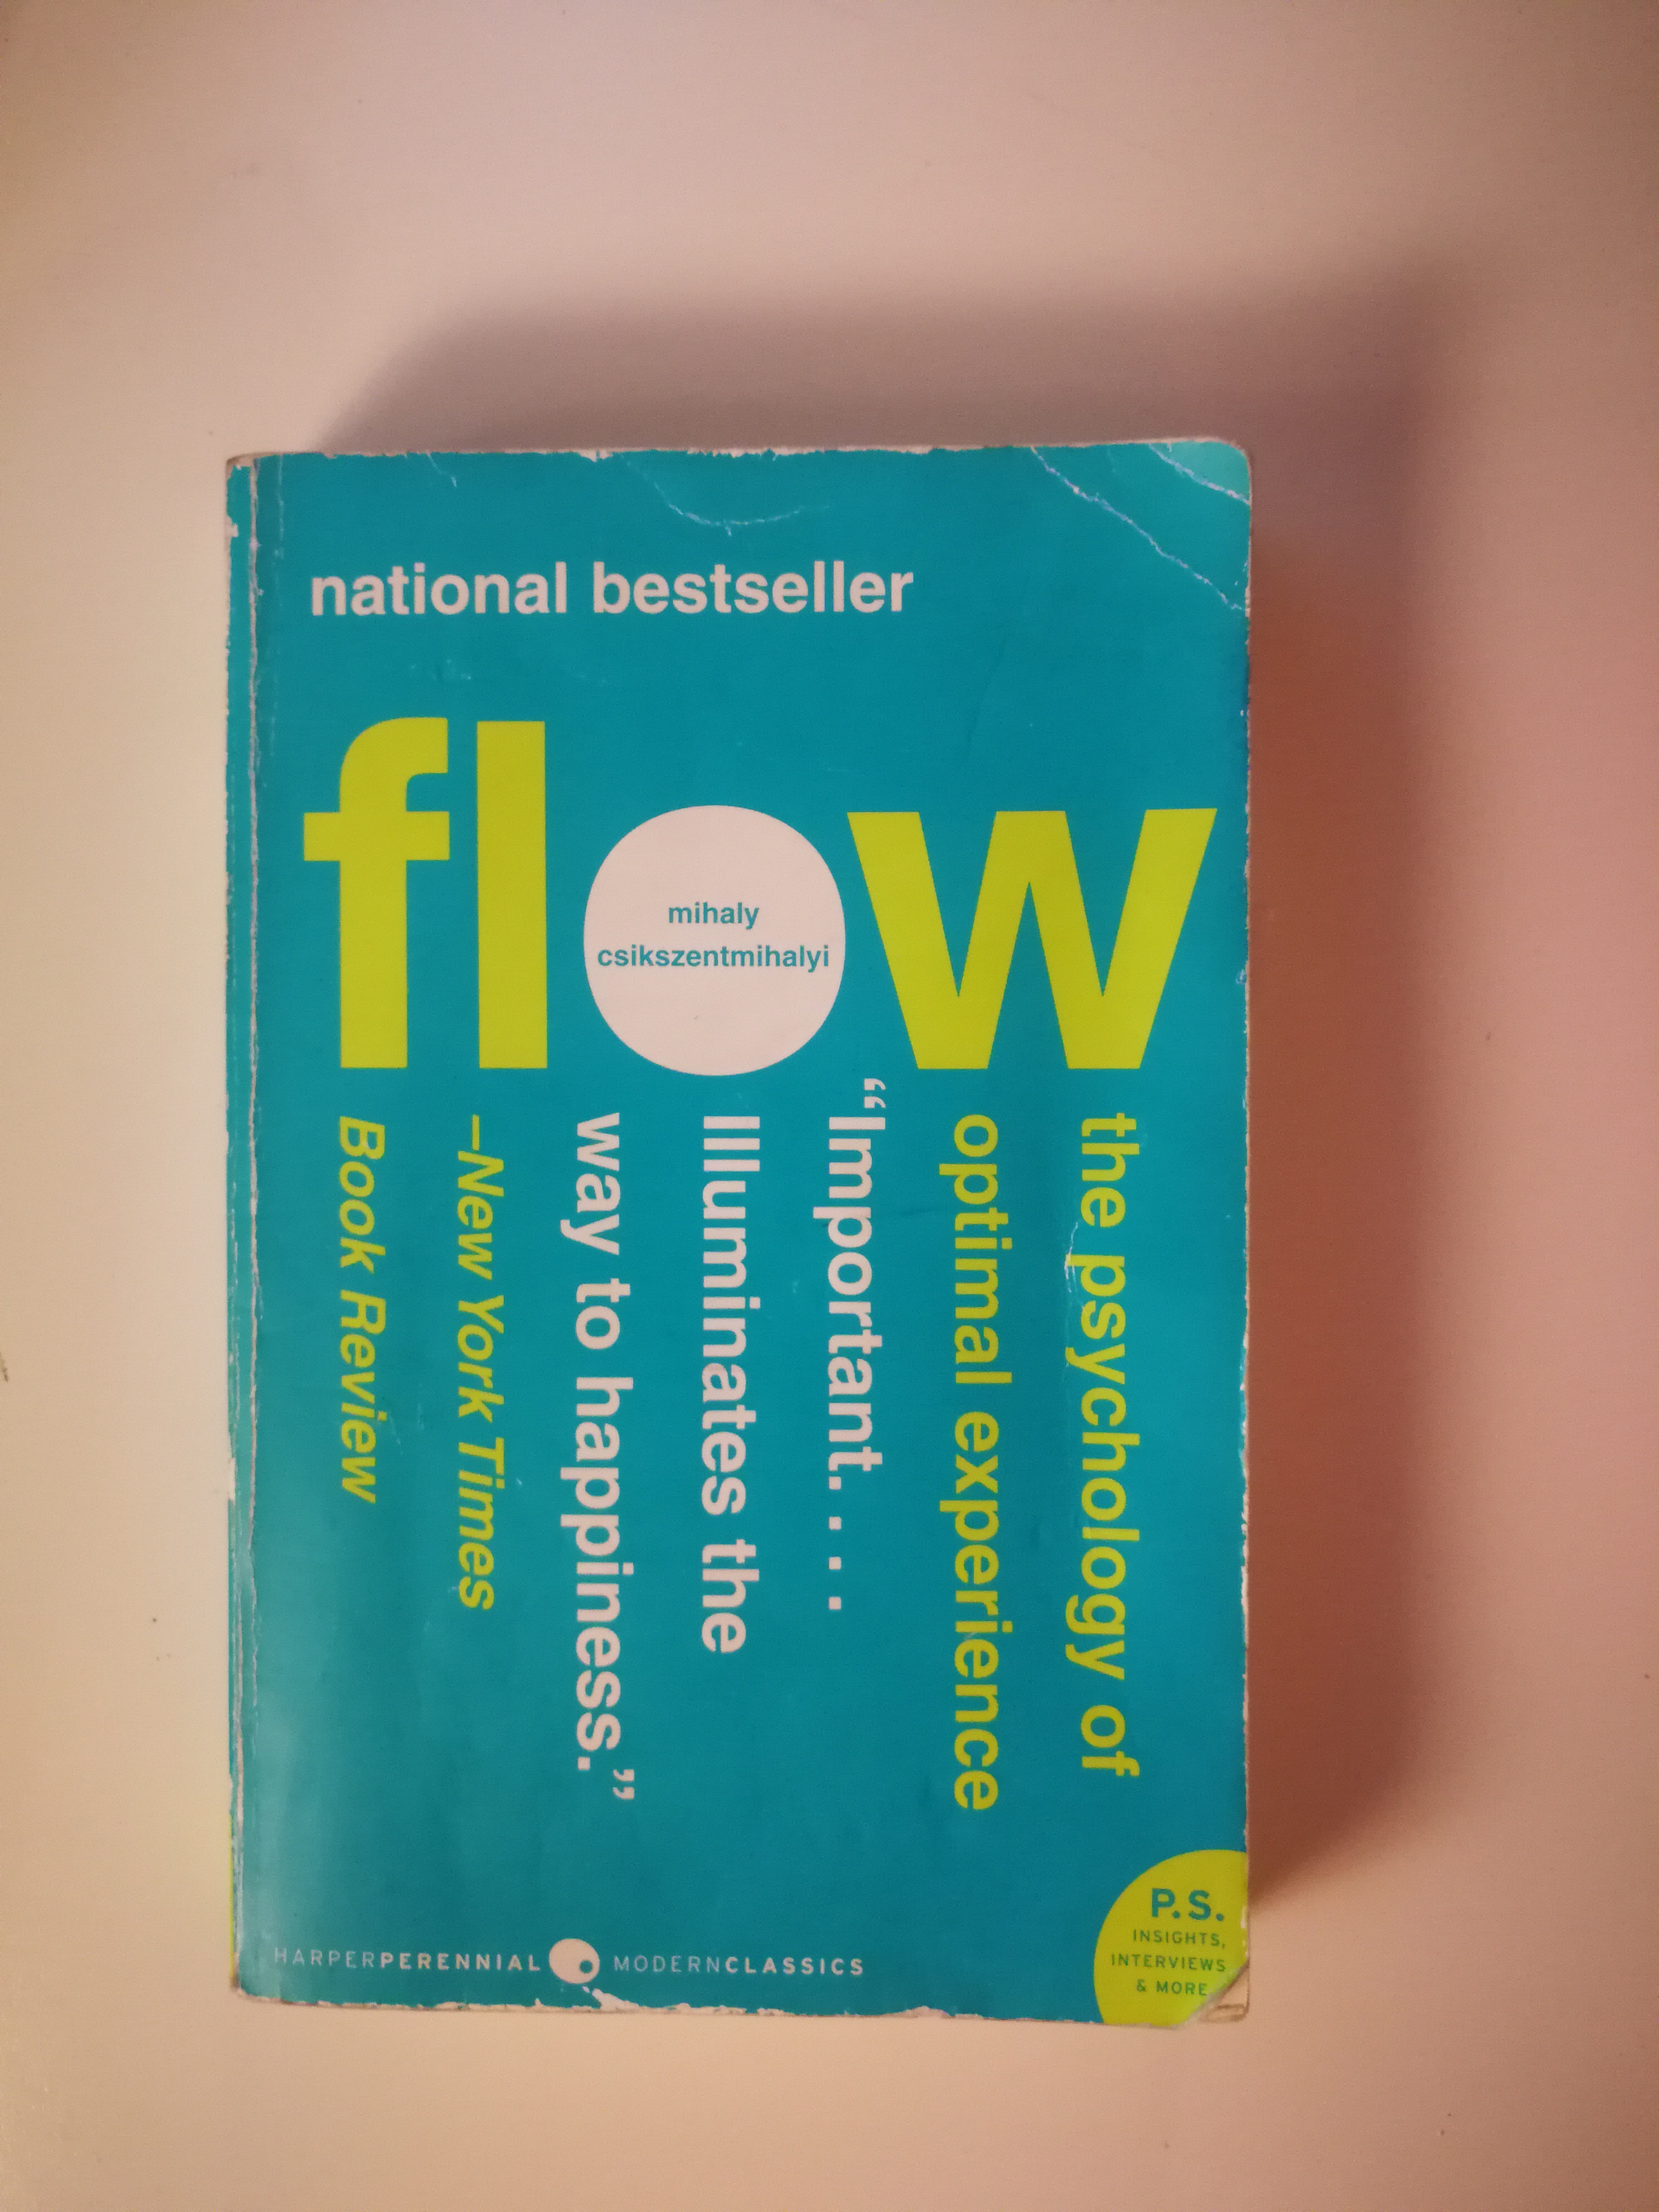 national bestseller
flow
mihaly
csikszentmihalyi
the psychology of
optimal experience
“Important. . . .
Illuminates the
way to happiness.”
–New York Times
Book Review
P.S.
INSIGHTS,
INTERVIEWS
& MORE
HARPERPERENNIAL MODERNCLASSICS